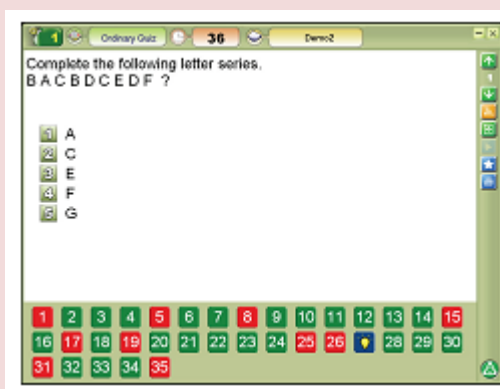 1 Ordinary Quiz 36 Demo2
Complete the following letter series.
B A C B D C E D F ?
1 A
2 C
3 E
4 F
5 G
1
1 2 3 4 5 6 7 8 9 10 11 12 13 14 15
16 17 18 19 20 21 22 23 24 25 26 28 29 30
31 32 33 34 35